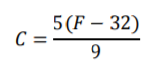 C = 5(F − 32) / 9